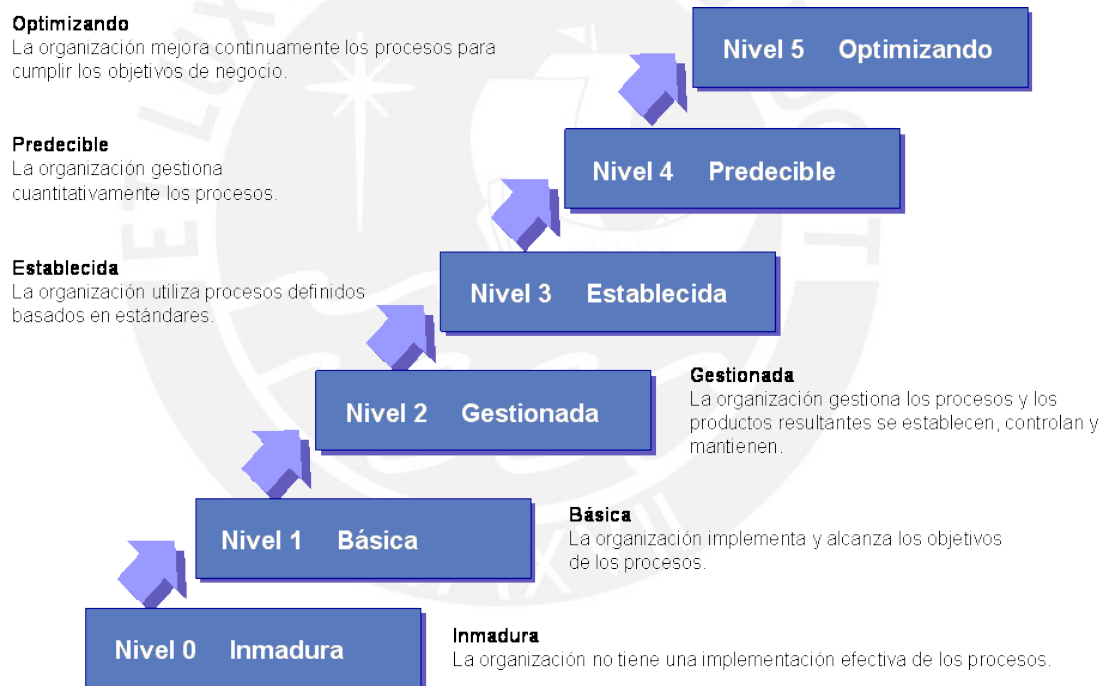 Optimizando
La organización mejora continuamente los procesos para
cumplir los objetivos de negocio.
Nivel 5 Optimizando
Predecible
La organización gestiona
cuantitativamente los procesos.
Nivel 4 Predecible
Establecida
La organización utiliza procesos definidos
basados en estándares.
Nivel 3 Establecida
Gestionada
La organización gestiona los procesos y los
productos resultantes se establecen, controlan y
mantienen.
Nivel 2 Gestionada
Básica
La organización implementa y alcanza los objetivos
de los procesos.
Nivel 1 Básica
Inmadura
La organización no tiene una implementación efectiva de los procesos.
Nivel 0 Inmadura